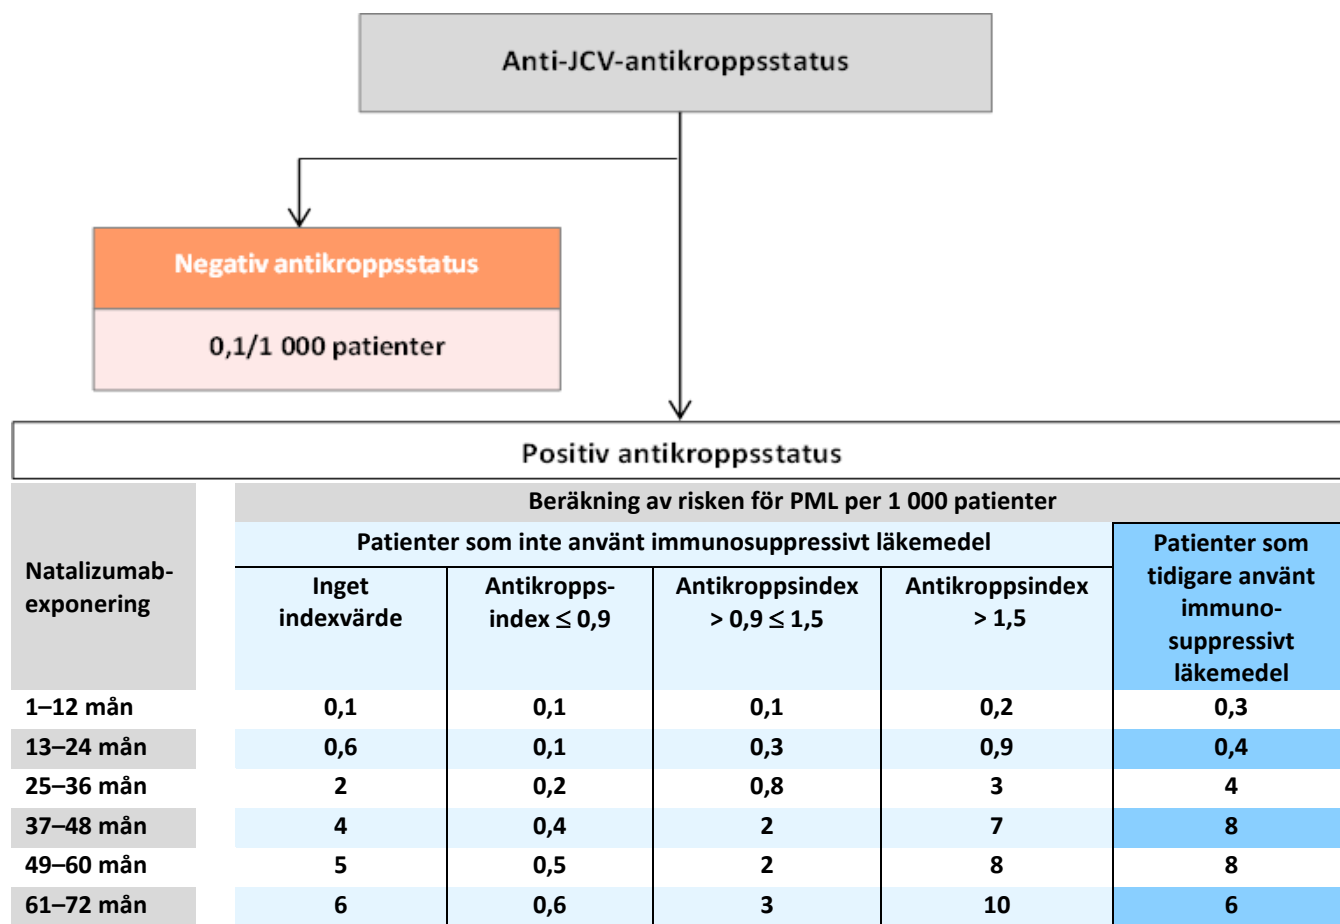 Anti-JCV-antikroppsstatus
Negativ antikroppsstatus
0,1/1 000 patienter
Positiv antikroppsstatus
Natalizumab-
exponering
Beräkning av risken för PML per 1 000 patienter
Patienter som inte använt immunosuppressivt läkemedel
Patienter som
tidigare använt
immuno-
suppressivt
läkemedel
Inget
indexvärde
Antikropps-
index ≤ 0,9
Antikroppsindex
> 0,9 ≤ 1,5
Antikroppsindex
> 1,5
1–12 mån 0,1 0,1 0,1 0,2 0,3
13–24 mån 0,6 0,1 0,3 0,9 0,4
25–36 mån 2 0,2 0,8 3 4
37–48 mån 4 0,4 2 7 8
49–60 mån 5 0,5 2 8 8
61–72 mån 6 0,6 3 10 6